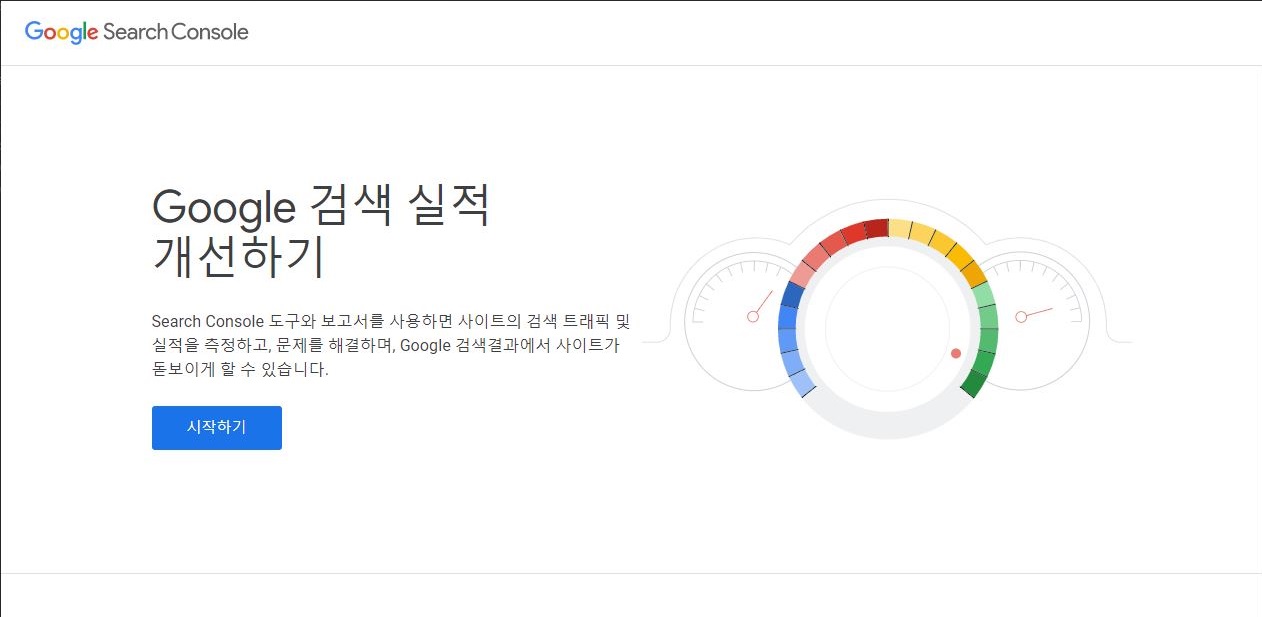 Google Search Console
Google 검색 실적
개선하기
Search Console 도구와 보고서를 사용하면 사이트의 검색 트래픽 및
실적을 측정하고, 문제를 해결하며, Google 검색결과에서 사이트가
돋보이게 할 수 있습니다.
시작하기